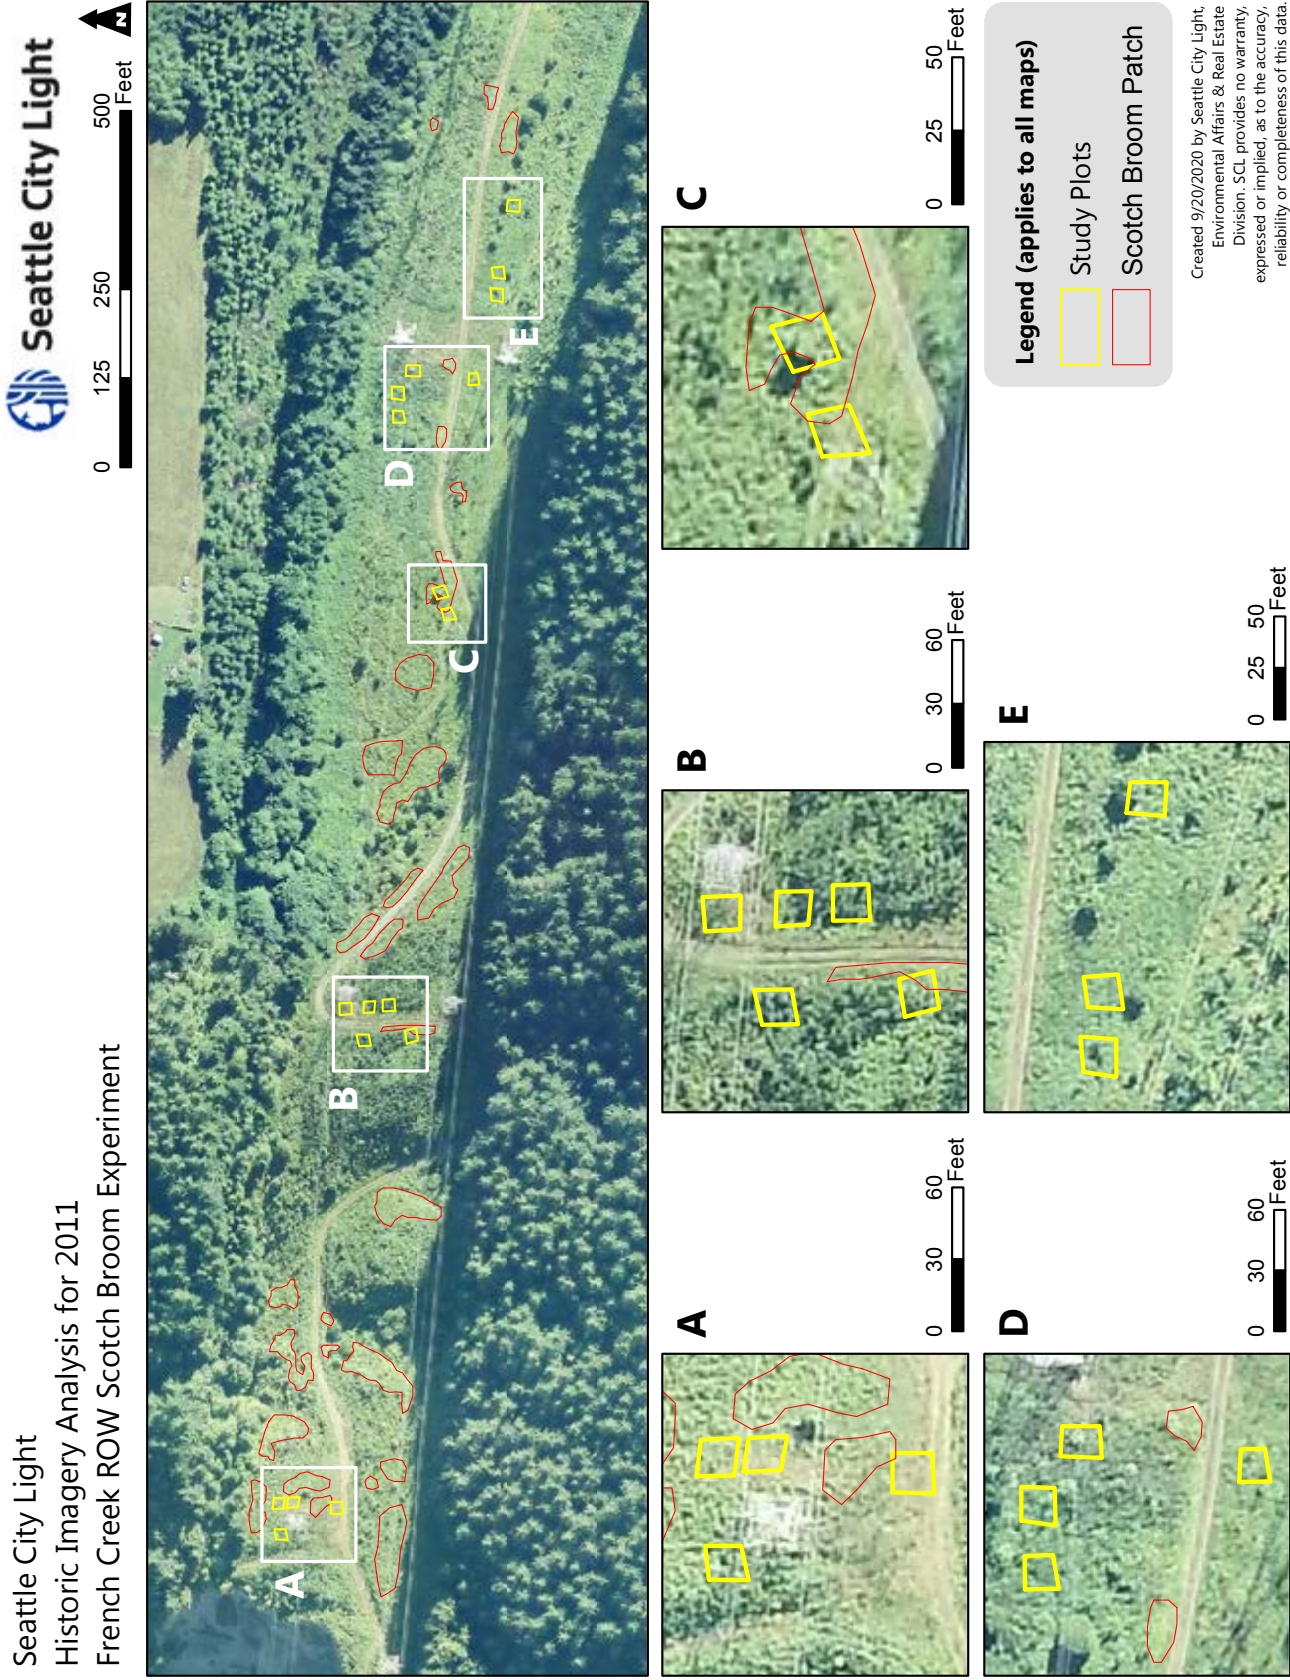 Seattle City Light
Historic Imagery Analysis for 2011
French Creek ROW Scotch Broom Experiment
Seattle City Light
0 125 250 500
Feet
N
A
B
C
D
E
A
0 30 60
Feet
B
0 30 60
Feet
C
0 25 50
Feet
D
0 30 60
Feet
E
0 25 50
Feet
Legend (applies to all maps)
Study Plots
Scotch Broom Patch
Created 9/20/2020 by Seattle City Light,
Environmental Affairs & Real Estate
Division. SCL provides no warranty,
expressed or implied, as to the accuracy,
reliability or completeness of this data.